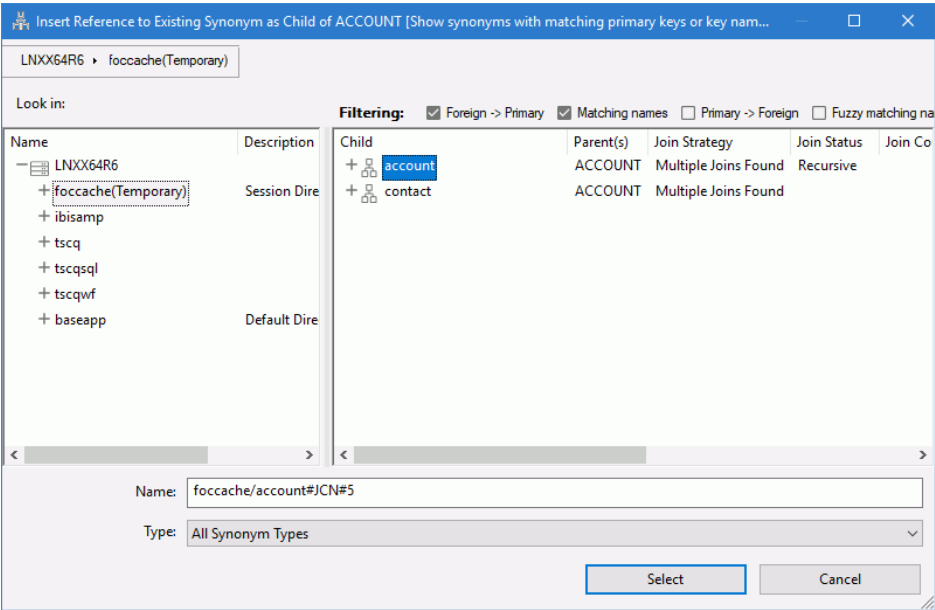 Insert Reference to Existing Synonym as Child of ACCOUNT [Show synonyms with matching primary keys or key nam...
LNXX64R6 ▸ foccache(Temporary)
Look in:
Filtering: Foreign -> Primary Matching names Primary -> Foreign Fuzzy matching na
Name Description
LNXX64R6
foccache(Temporary) Session Dire
ibisamp
tscq
tscqsql
tscqwf
baseapp Default Dire
Child Parent(s) Join Strategy Join Status Join Co
account ACCOUNT Multiple Joins Found Recursive
contact ACCOUNT Multiple Joins Found
Name: foccache/account#JCN#5
Type: All Synonym Types
Select Cancel